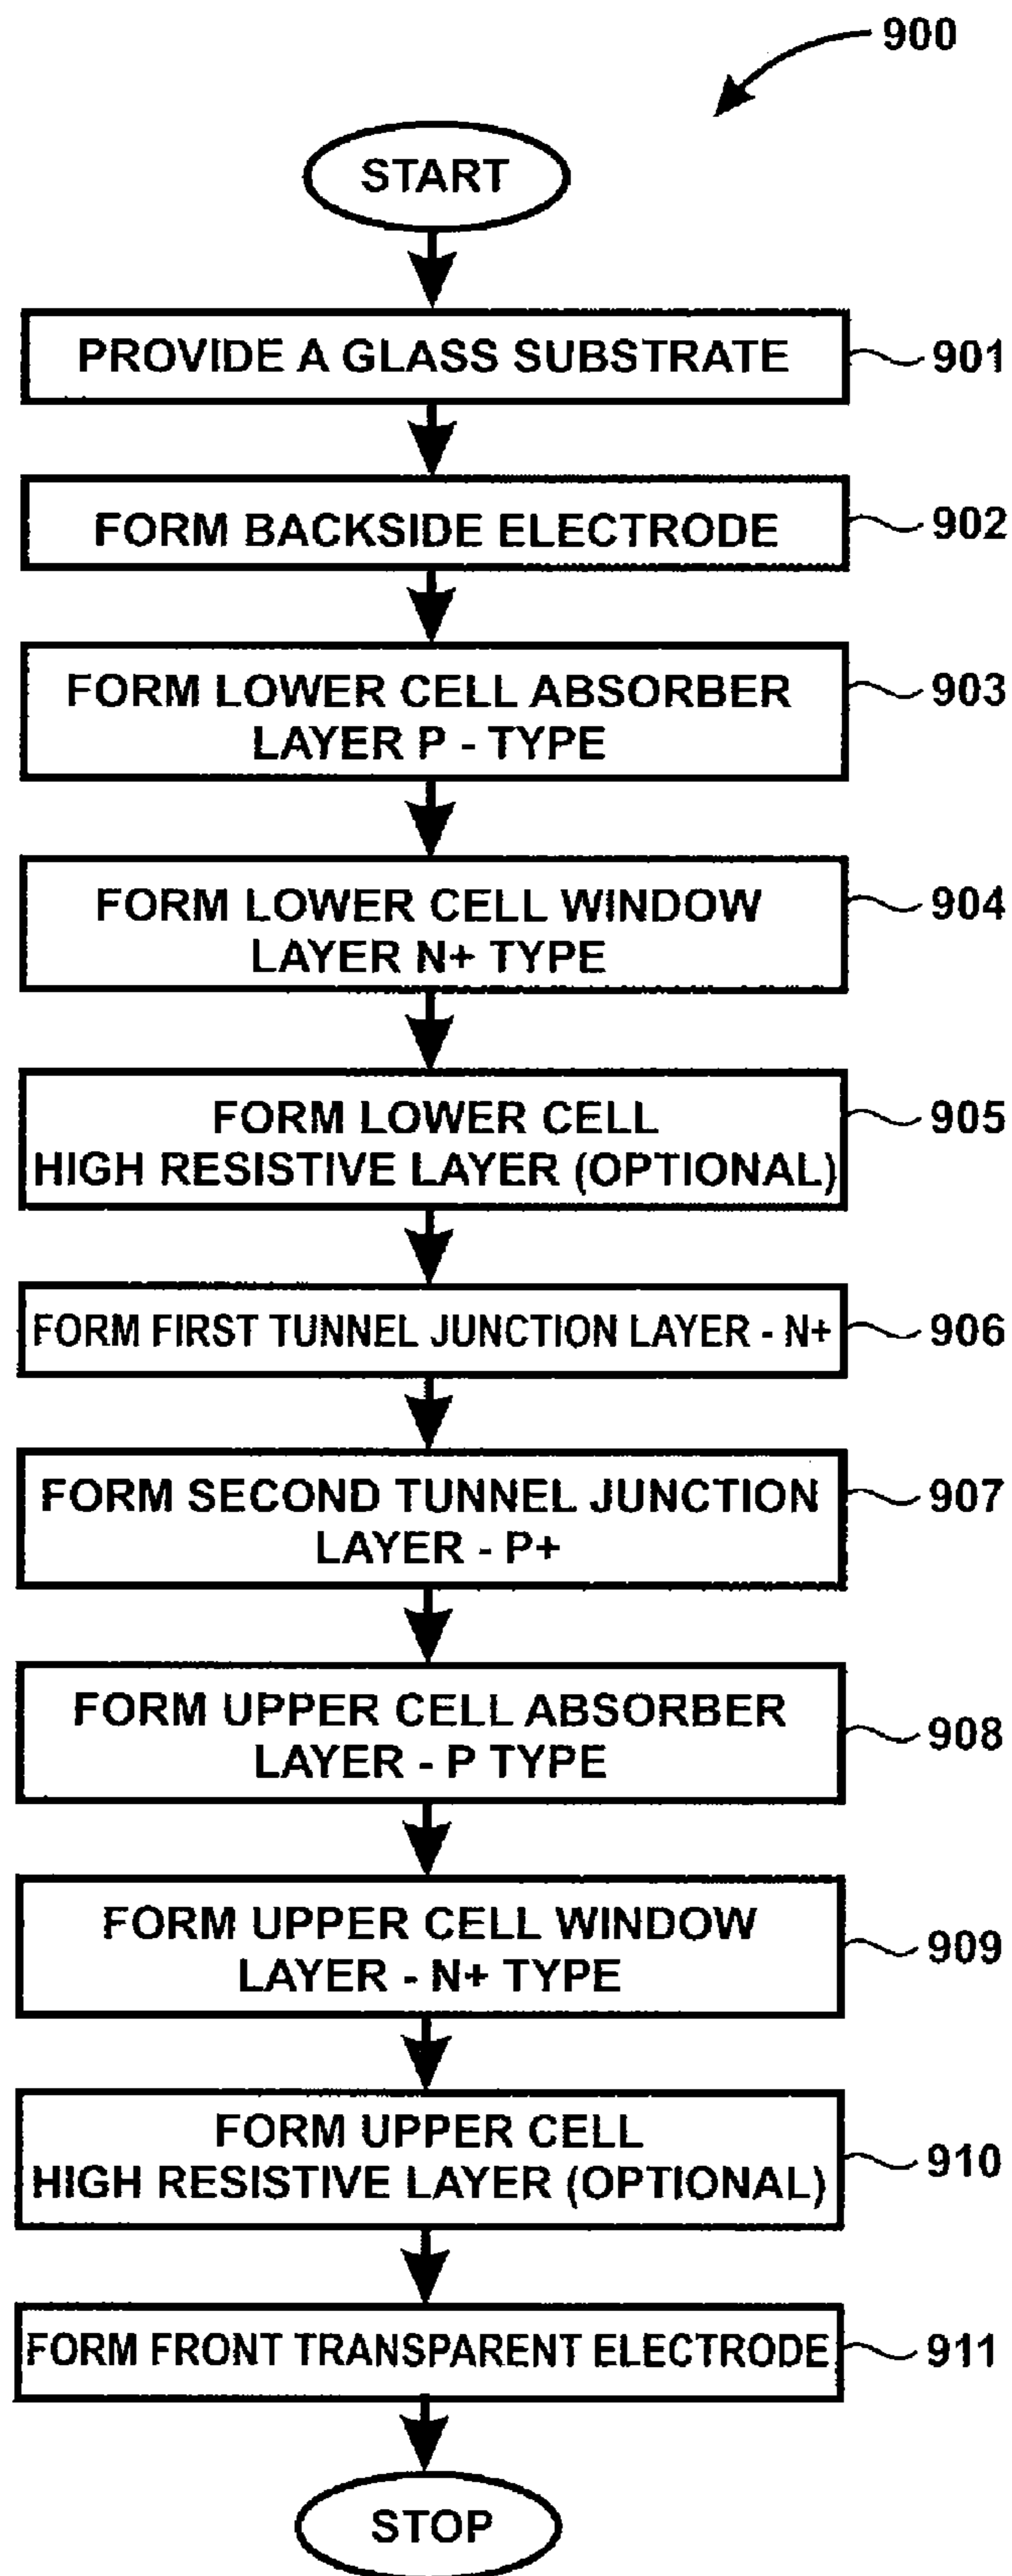 900
START
PROVIDE A GLASS SUBSTRATE
901
FORM BACKSIDE ELECTRODE
902
FORM LOWER CELL ABSORBER
LAYER P - TYPE
903
FORM LOWER CELL WINDOW
LAYER N+ TYPE
904
FORM LOWER CELL
HIGH RESISTIVE LAYER (OPTIONAL)
905
FORM FIRST TUNNEL JUNCTION LAYER - N+
906
FORM SECOND TUNNEL JUNCTION
LAYER - P+
907
FORM UPPER CELL ABSORBER
LAYER - P TYPE
908
FORM UPPER CELL WINDOW
LAYER - N+ TYPE
909
FORM UPPER CELL
HIGH RESISTIVE LAYER (OPTIONAL)
910
FORM FRONT TRANSPARENT ELECTRODE
911
STOP